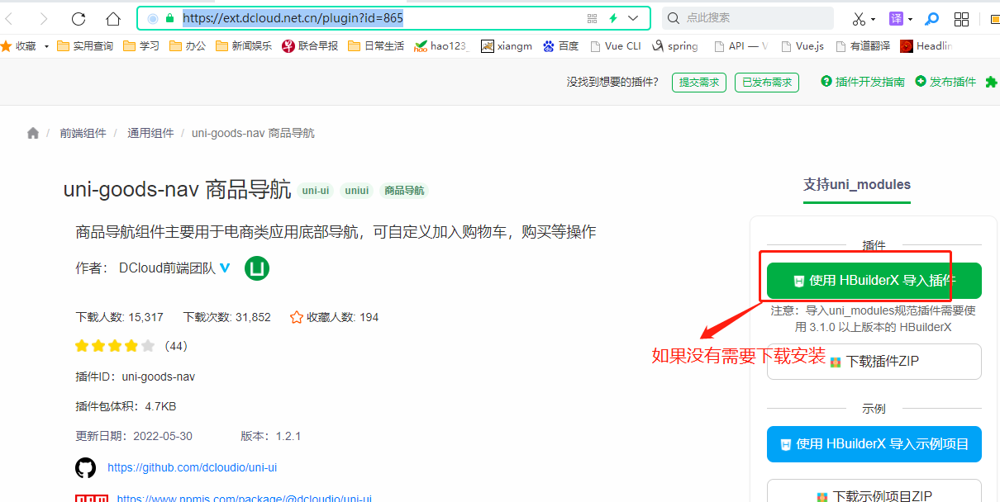 https://ext.dcloud.net.cn/plugin?id=865
点此搜索
译
收藏 实用查询 学习 办公 新闻娱乐 联合早报 日常生活 hao123_ xiangm 百度 Vue CLI spring API — V Vue.js 有道翻译 Headlin
没找到想要的插件? 提交需求 已发布需求 插件开发指南 发布插件
/ 前端组件 / 通用组件 / uni-goods-nav 商品导航
uni-goods-nav 商品导航 uni-ui uniui 商品导航
支持uni_modules
商品导航组件主要用于电商类应用底部导航，可自定义加入购物车，购买等操作
插件
作者： DCloud前端团队
使用 HBuilderX 导入插件
注意：导入uni_modules规范插件需要使
用 3.1.0 以上版本的 HBuilderX
下载人数: 15,317 下载次数: 31,852 收藏人数: 194
(44)
如果没有需要下载安装
下载插件ZIP
插件ID：uni-goods-nav
插件包体积：4.7KB
示例
更新日期：2022-05-30 版本：1.2.1
使用 HBuilderX 导入示例项目
https://github.com/dcloudio/uni-ui
https://www.npmjs.com/package/@dcloudio/uni-ui
下载示例项目ZIP